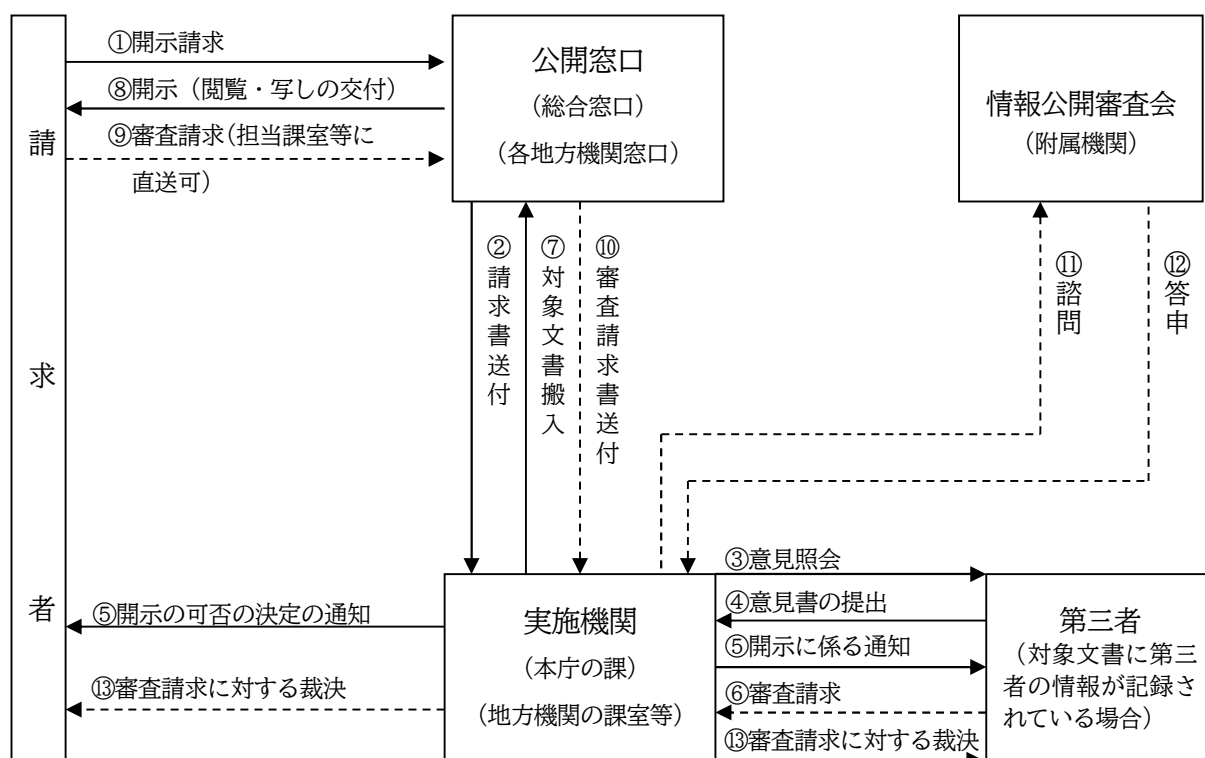 請求者
①開示請求
⑧開示（閲覧・写しの交付）
⑨審査請求（担当課室等に
直送可）
公開窓口
（総合窓口）
（各地方機関窓口）
情報公開審査会
（附属機関）
②請求書送付
⑦対象文書搬入
⑩審査請求書送付
⑪諮問
⑫答申
⑤開示の可否の決定の通知
⑬審査請求に対する裁決
実施機関
（本庁の課）
（地方機関の課室等）
③意見照会
④意見書の提出
⑤開示に係る通知
⑥審査請求
⑬審査請求に対する裁決
第三者
（対象文書に第三
者の情報が記録さ
れている場合）